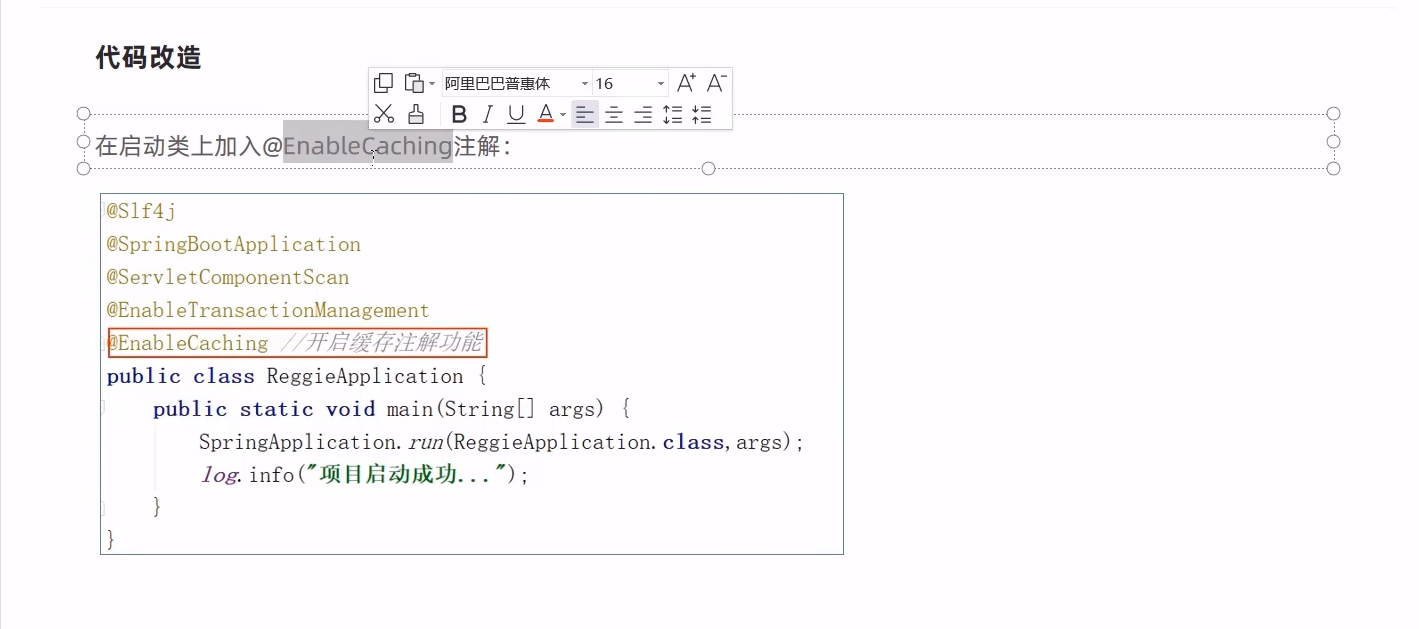 代码改造
阿里巴巴普惠体 16 A+ A-
B I U A
在启动类上加入@EnableCaching注解：
@Slf4j
@SpringBootApplication
@ServletComponentScan
@EnableTransactionManagement
@EnableCaching //开启缓存注解功能
public class ReggieApplication {
public static void main(String[] args) {
SpringApplication.run(ReggieApplication.class,args);
log.info("项目启动成功...");
}
}